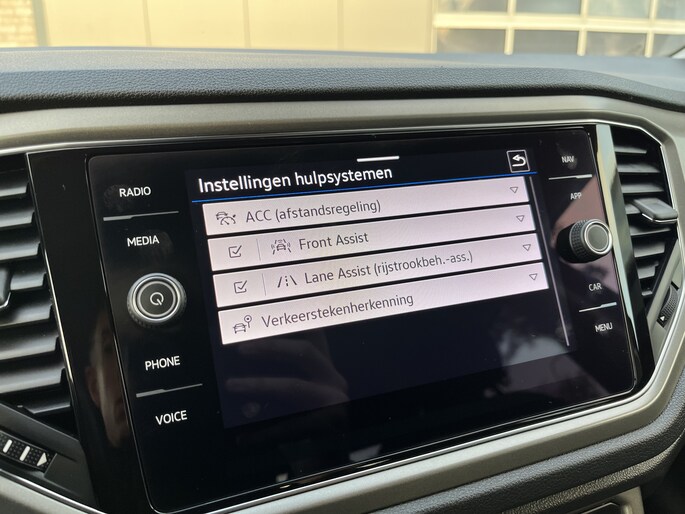 RADIO
MEDIA
PHONE
VOICE
Instellingen hulpsystemen
ACC (afstandsregeling)
Front Assist
Lane Assist (rijstrookbeh.-ass.)
Verkeerstekenherkenning
NAV
APP
CAR
MENU